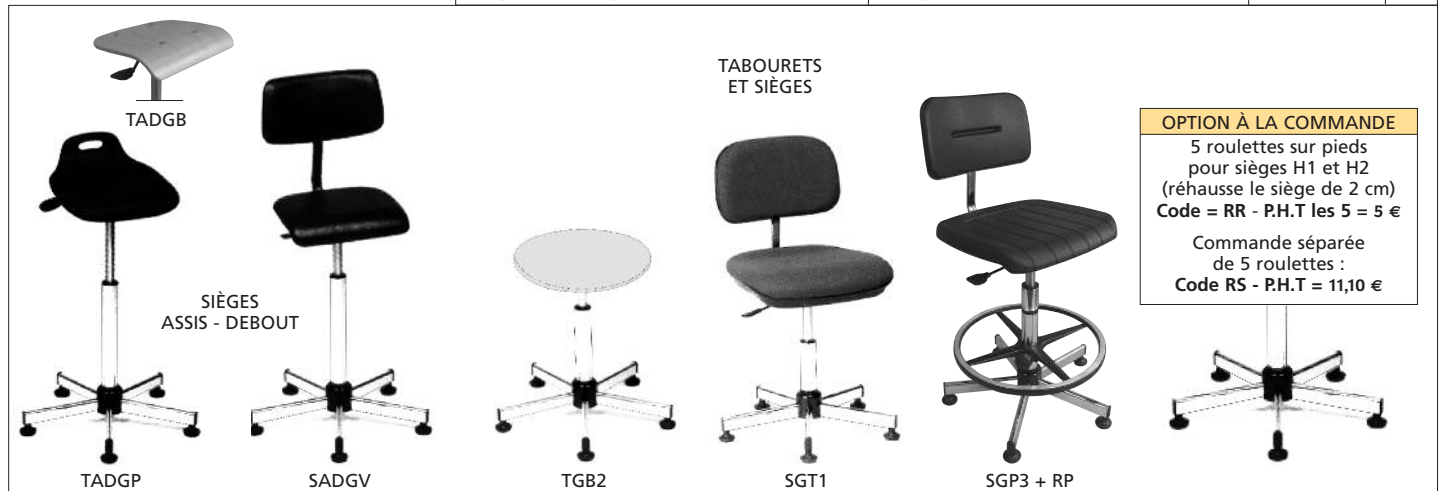 TADGB
TABOURETS
ET SIÈGES
OPTION À LA COMMANDE
5 roulettes sur pieds
pour sièges H1 et H2
(réhausse le siège de 2 cm)
Code = RR - P.H.T les 5 = 5 €
Commande séparée
de 5 roulettes :
Code RS - P.H.T = 11,10 €
SIÈGES
ASSIS - DEBOUT
TADGP
SADGV
TGB2
SGT1
SGP3 + RP